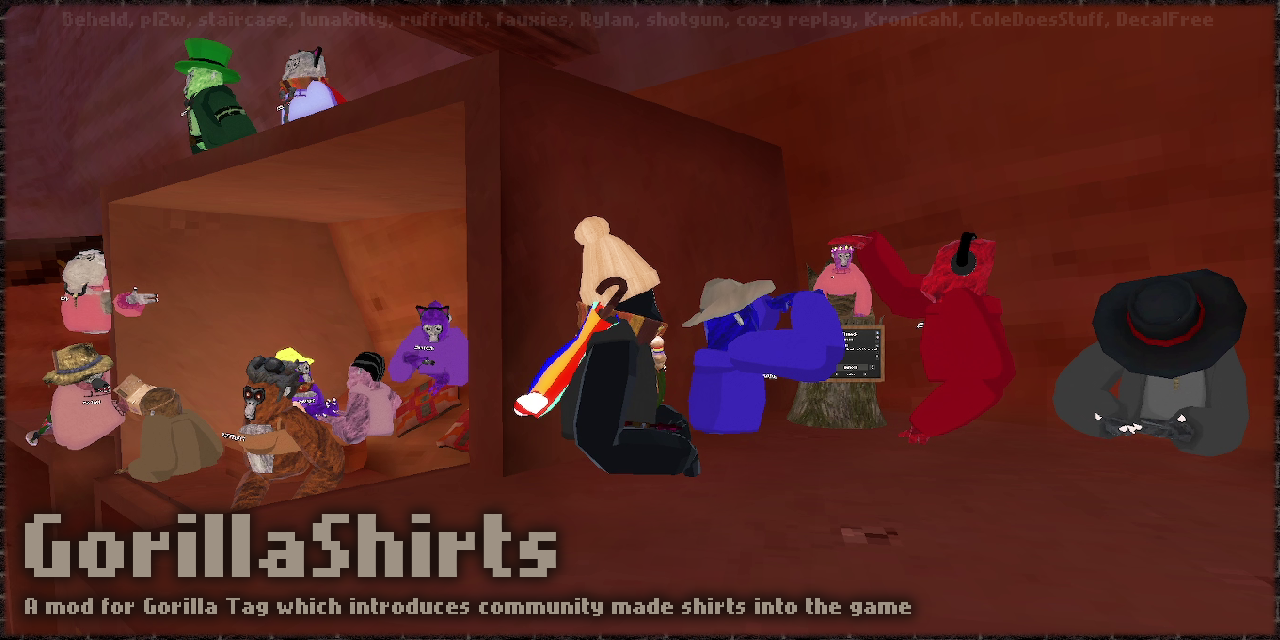 Beheld, pl2w, staircase, lunakitty, ruffrufft, fauxies, Rylan, shotgun, cozy replay, Kronicahl, ColeDoesStuff, DecalFree
GorillaShirts
A mod for Gorilla Tag which introduces community made shirts into the game